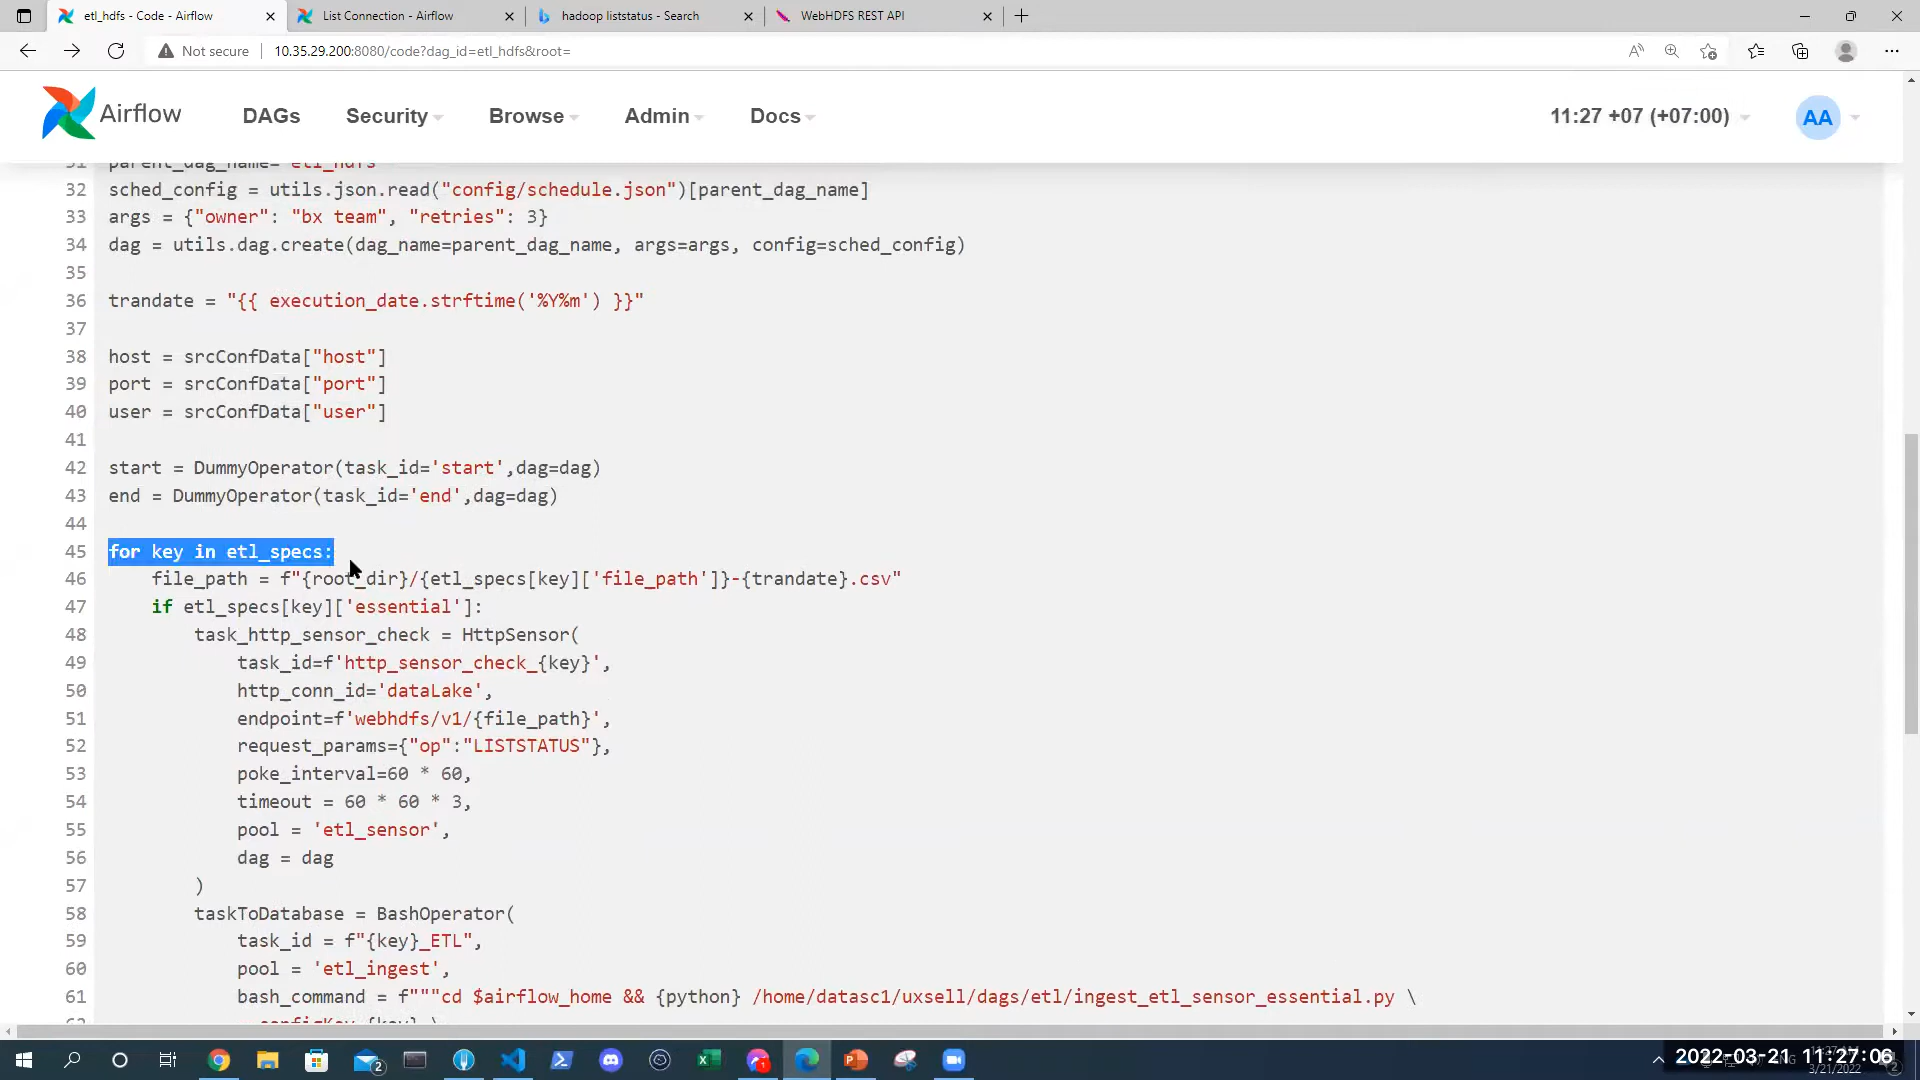 etl_hdfs - Code - Airflow
List Connection - Airflow
hadoop liststatus - Search
WebHDFS REST API
Not secure
10.35.29.200:8080/code?dag_id=etl_hdfs&root=
Airflow
DAGs
Security
Browse
Admin
Docs
11:27 +07 (+07:00)
AA
31 parent_dag_name="etl_hdfs"
32 sched_config = utils.json.read("config/schedule.json")[parent_dag_name]
33 args = {"owner": "bx team", "retries": 3}
34 dag = utils.dag.create(dag_name=parent_dag_name, args=args, config=sched_config)
35
36 trandate = "{{ execution_date.strftime('%Y%m') }}"
37
38 host = srcConfData["host"]
39 port = srcConfData["port"]
40 user = srcConfData["user"]
41
42 start = DummyOperator(task_id='start',dag=dag)
43 end = DummyOperator(task_id='end',dag=dag)
44
45 for key in etl_specs:
46 file_path = f"{root_dir}/{etl_specs[key]['file_path']}-{trandate}.csv"
47 if etl_specs[key]['essential']:
48 task_http_sensor_check = HttpSensor(
49 task_id=f'http_sensor_check_{key}',
50 http_conn_id='dataLake',
51 endpoint=f'webhdfs/v1/{file_path}',
52 request_params={"op":"LISTSTATUS"},
53 poke_interval=60 * 60,
54 timeout = 60 * 60 * 3,
55 pool = 'etl_sensor',
56 dag = dag
57 )
58 taskToDatabase = BashOperator(
59 task_id = f"{key}_ETL",
60 pool = 'etl_ingest',
61 bash_command = f"""cd $airflow_home && {python} /home/datasc1/uxsell/dags/etl/ingest_etl_sensor_essential.py \
2022-03-21 11:27:06
3/21/2022